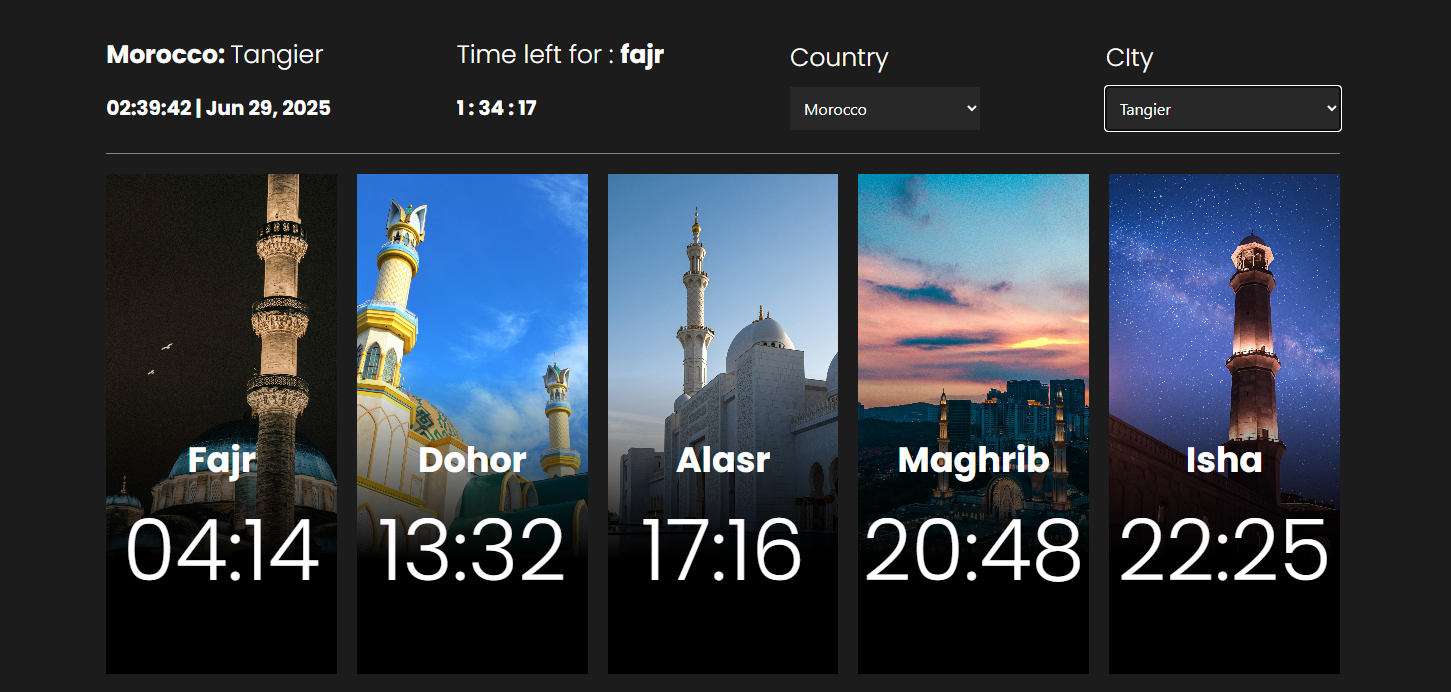 Morocco: Tangier
02:39:42 | Jun 29, 2025
Time left for : fajr
1 : 34 : 17
Country
Morocco
CIty
Tangier
Fajr
04:14
Dohor
13:32
Alasr
17:16
Maghrib
20:48
Isha
22:25